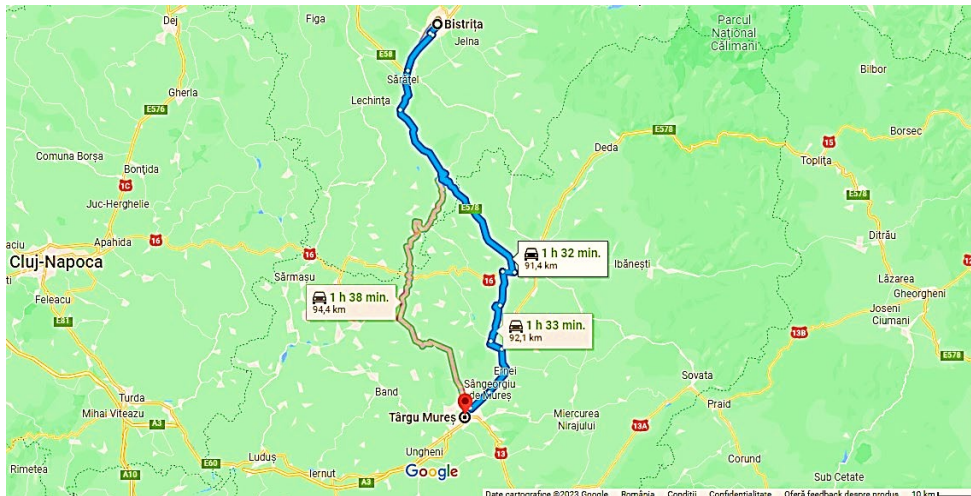 Dej
Figa
Bistrița
Jelna
Parcul
Național
Călimani
E58
Sărățel
Bilbor
Gherla
Lechința
E576
E578
Borsec
Deda
15
Toplița
Comuna Borșa
Bonțida
1C
Juc-Herghelie
E578
Ditrău
Apahida
16
16
1 h 32 min.
91,4 km
Ibănești
Cluj-Napoca
Sărmașu
16
Lăzarea
Feleacu
1 h 38 min.
94,4 km
Gheorgheni
Joseni
Ciumani
E81
1 h 33 min.
92,1 km
13B
E578
Ernei
Sângeorgiu
de Mureș
Sovata
Band
Turda
Praid
Mihai Viteazu
Târgu Mureș
Miercurea
Nirajului
A3
13A
Ungheni
13
Corund
Luduș
E60
Rimetea
A10
Iernut
A3
Google
Sub Cetate
Date cartografice ©2023 Google România Condiții Confidențialitate Oferă feedback despre produs 10 km